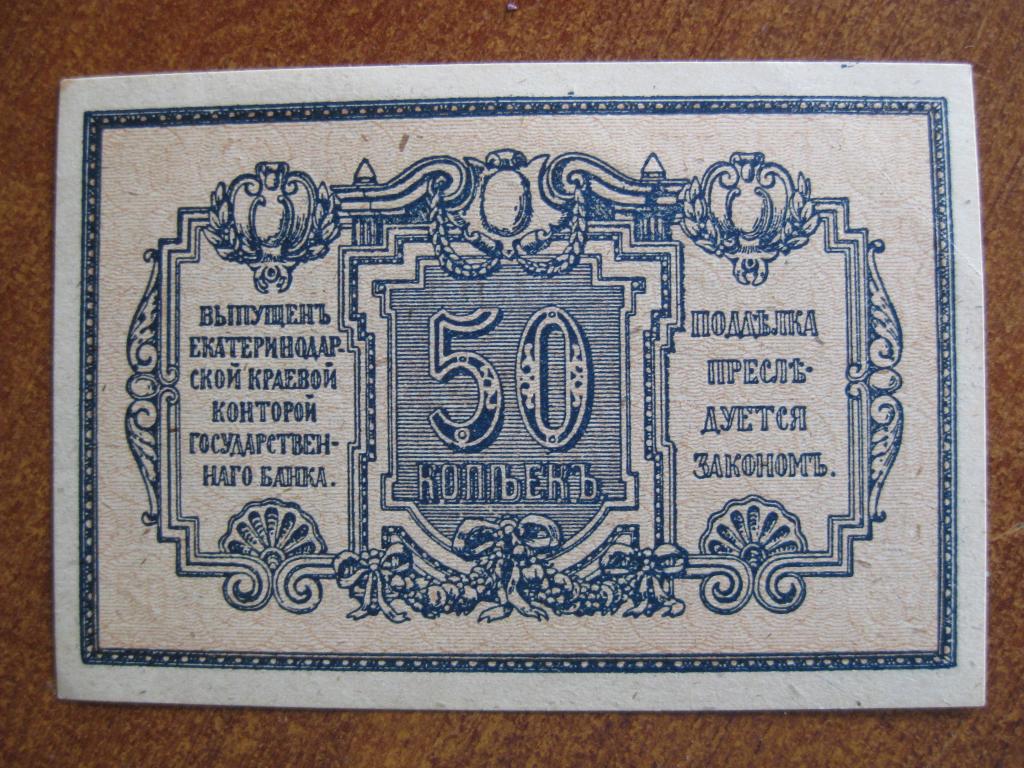 ВЫПУЩЕНЪ
ЕКАТЕРИНОДАР-
СКОЙ КРАЕВОЙ
КОНТОРОЙ
ГОСУДАРСТВЕН-
НАГО БАНКА.
50
КОПѢЕКЪ
ПОДДѢЛКА
ПРЕСЛѢ-
ДУЕТСЯ
ЗАКОНОМЪ.